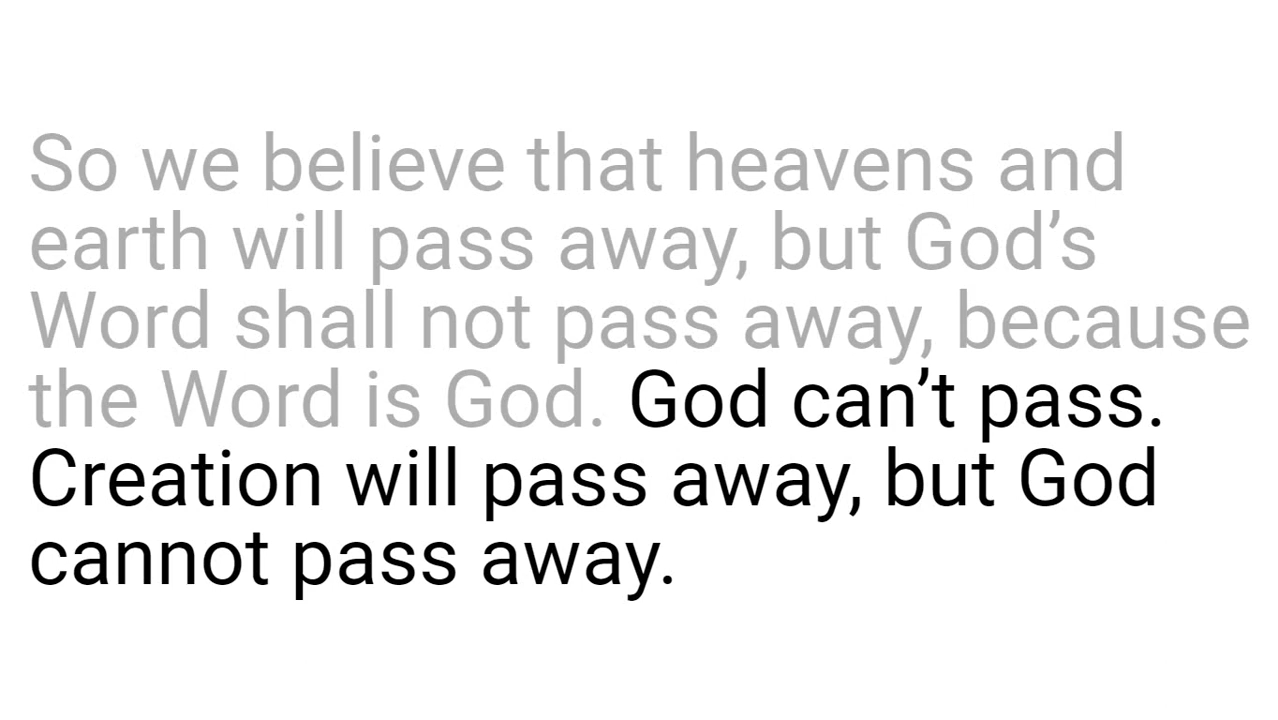 So we believe that heavens and
earth will pass away, but God’s
Word shall not pass away, because
the Word is God. God can’t pass.
Creation will pass away, but God
cannot pass away.